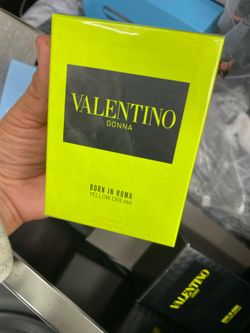 VALENTINO
DONNA
BORN IN ROMA
YELLOW DREAM
VALENTINO